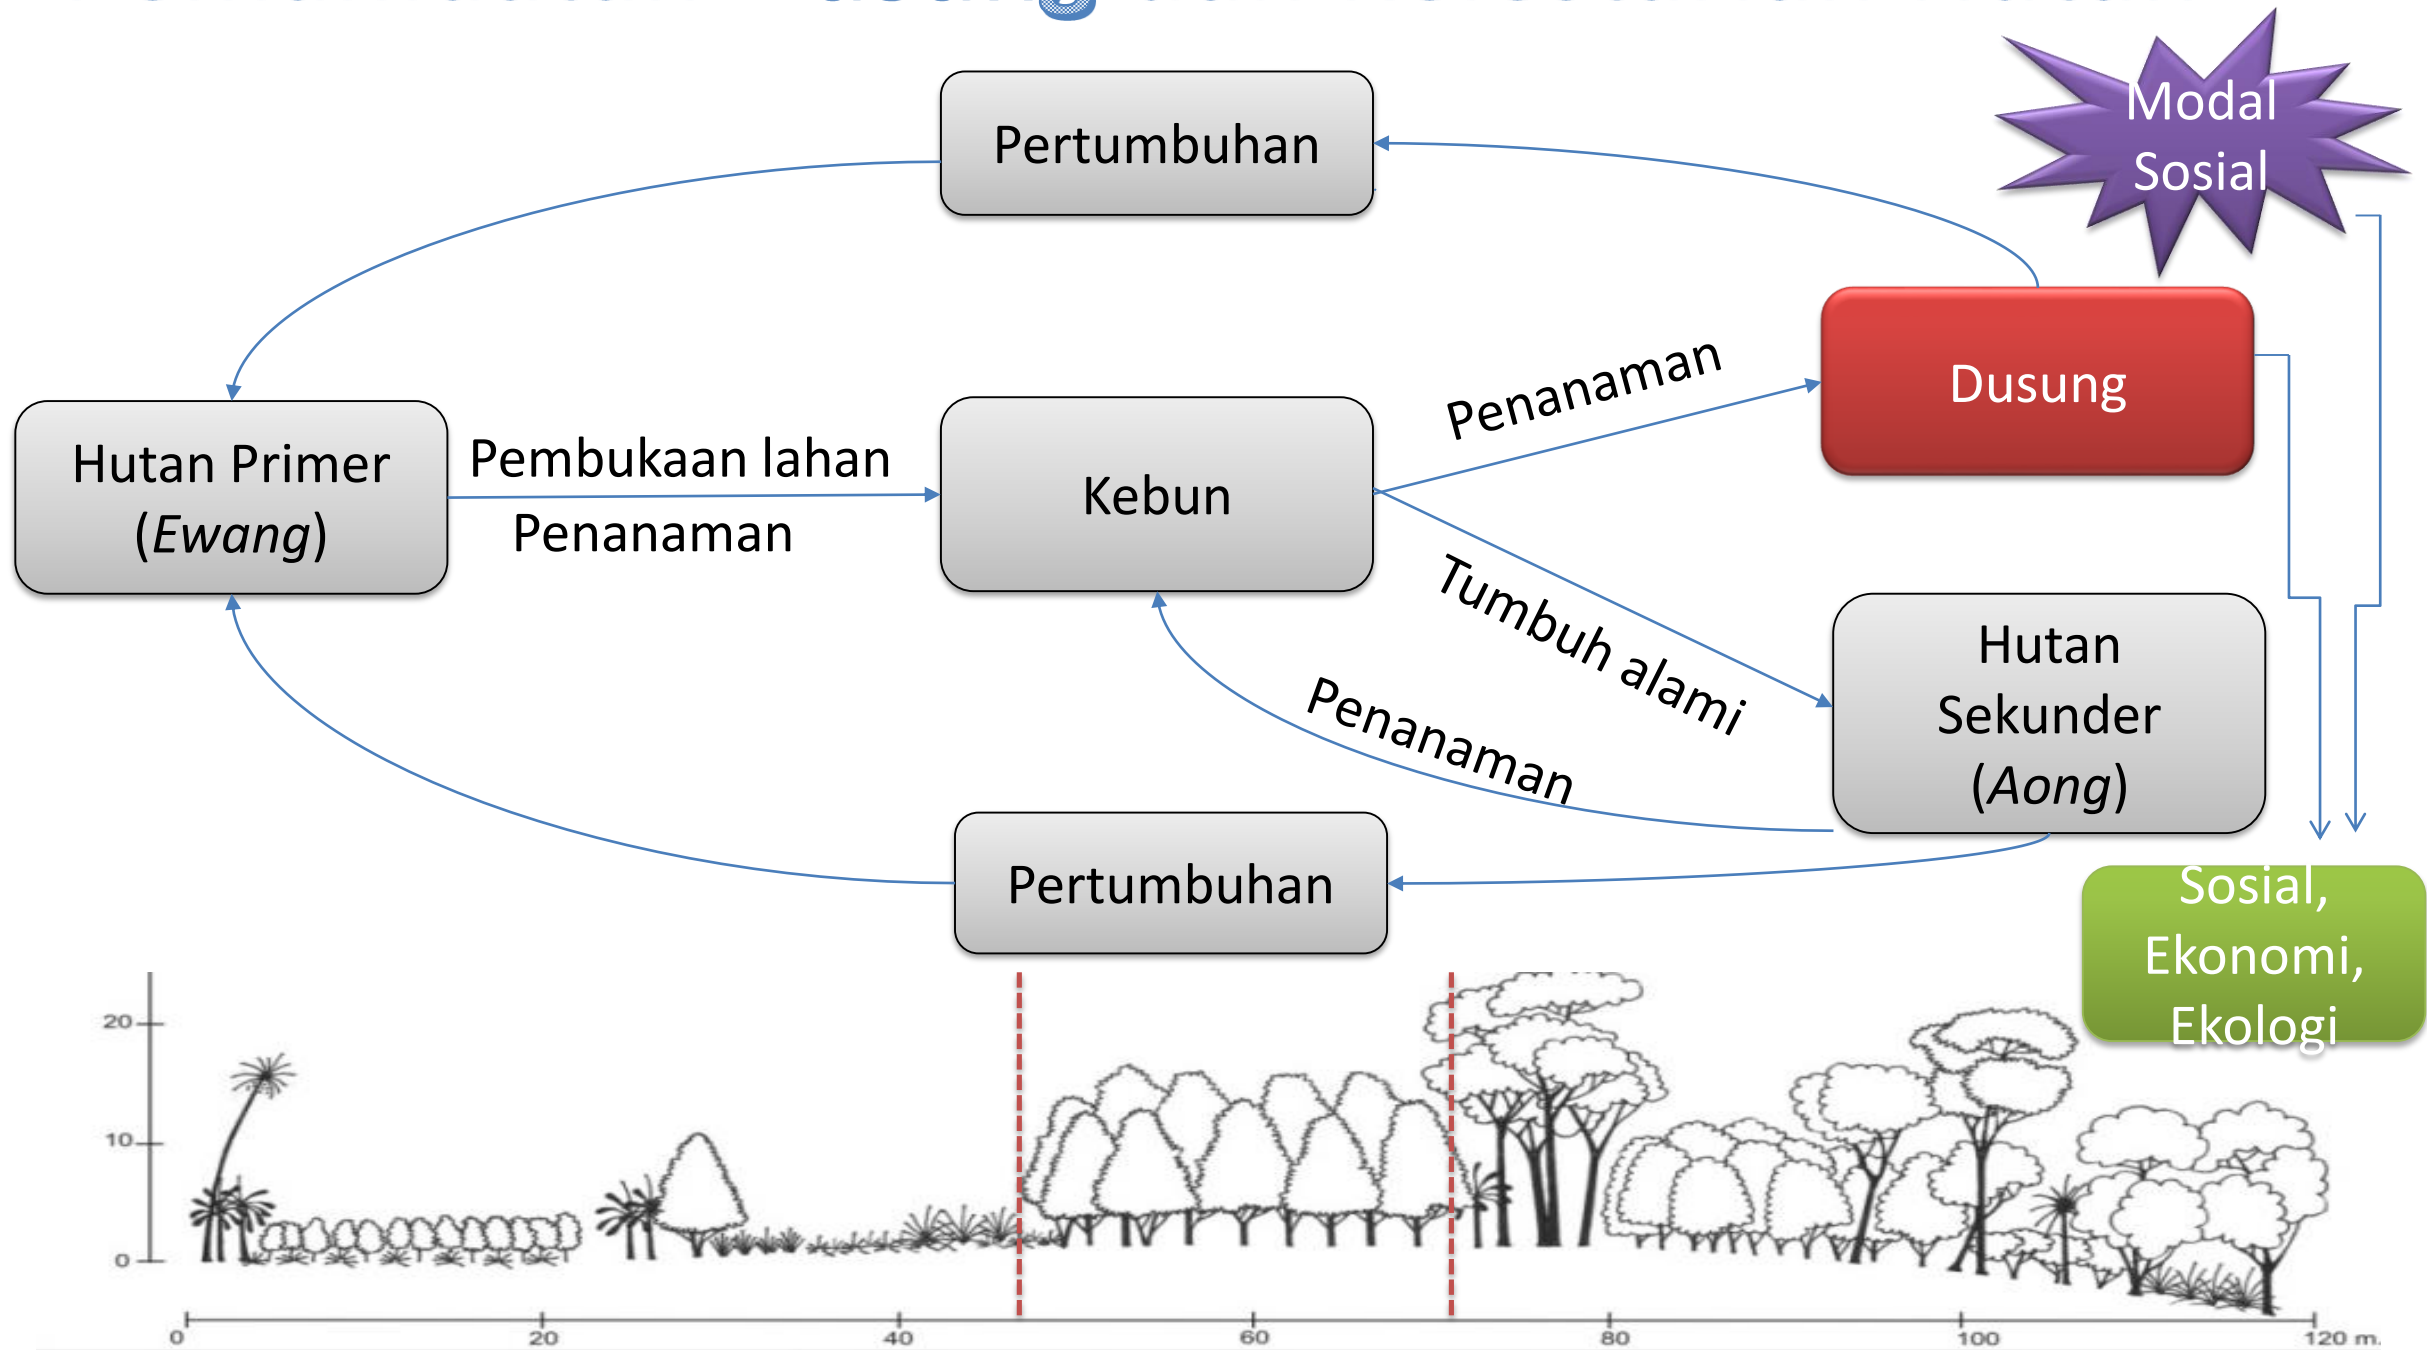 Pertumbuhan
Modal
Sosial
Dusung
Penanaman
Hutan Primer
(Ewang)
Pembukaan lahan
Penanaman
Kebun
Tumbuh alami
Penanaman
Hutan
Sekunder
(Aong)
Pertumbuhan
Sosial,
Ekonomi,
Ekologi
20
10
0
0 20 40 60 80 100 120 m.